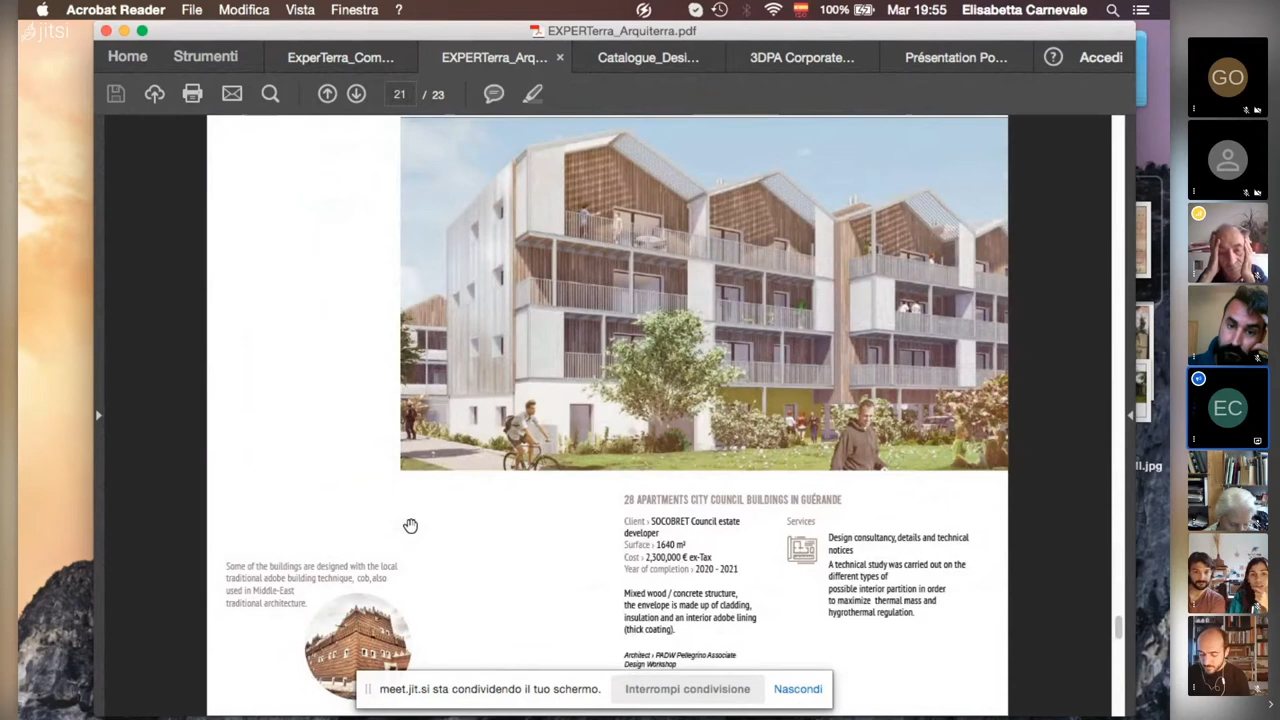 Acrobat Reader File Modifica Vista Finestra ? 100% Mar 19:55 Elisabetta Carnevale
jitsi
EXPERTerra_Arquiterra.pdf
Home Strumenti ExperTerra_Com... EXPERTerra_Arq... × Catalogue_Desi... 3DPA Corporate... Présentation Po... ? Accedi
21 / 23
GO
EC
ll.jpg
28 APARTMENTS CITY COUNCIL BUILDINGS IN GUÉRANDE
Client › SOCOBRET Council estate
developer
Surface › 1640 m²
Cost › 2,300,000 € ex-Tax
Year of completion › 2020 - 2021
Mixed wood / concrete structure,
the envelope is made up of cladding,
insulation and an interior adobe lining
(thick coating).
Architect › PADW Pellegrino Associate
Design Workshop
Services
Design consultancy, details and technical
notices
A technical study was carried out on the
different types of
possible interior partition in order
to maximize thermal mass and
hygrothermal regulation.
Some of the buildings are designed with the local
traditional adobe building technique, cob, also
used in Middle-East
traditional architecture.
meet.jit.si sta condividendo il tuo schermo. Interrompi condivisione Nascondi